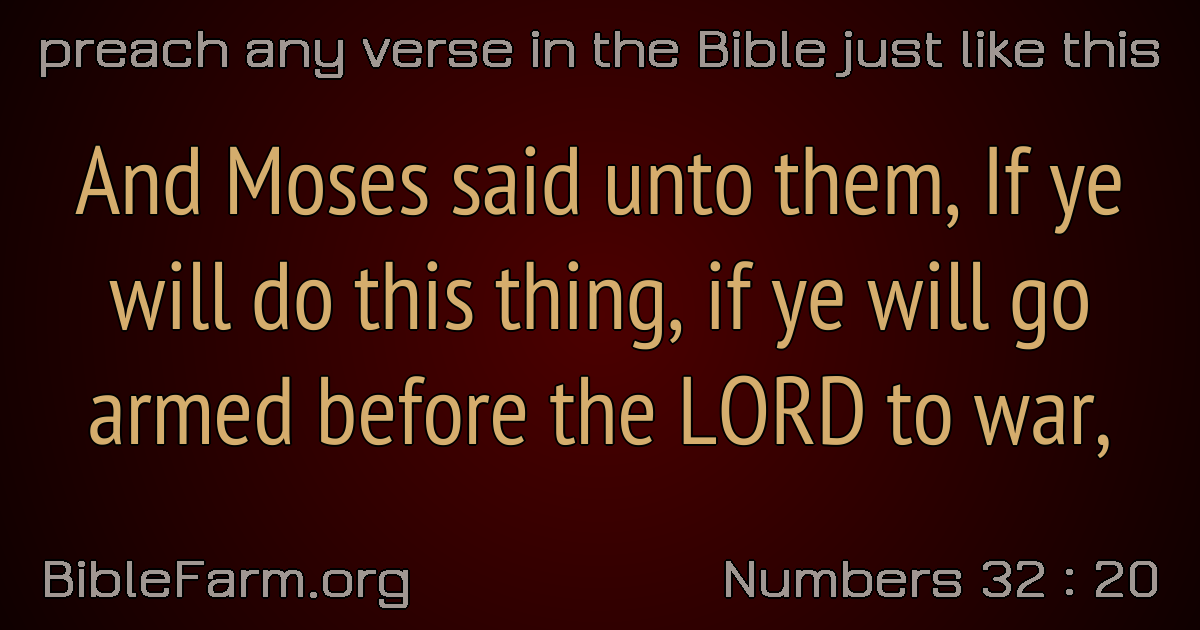 preach any verse in the Bible just like this
And Moses said unto them, If ye
will do this thing, if ye will go
armed before the LORD to war,
BibleFarm.org
Numbers 32 : 20